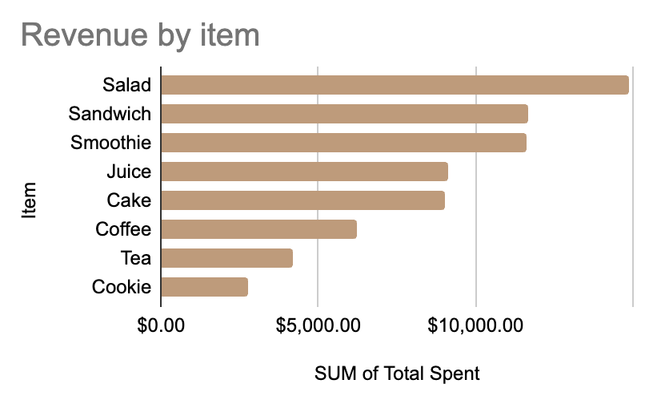 Revenue by item
Item
Salad
Sandwich
Smoothie
Juice
Cake
Coffee
Tea
Cookie
$0.00 $5,000.00 $10,000.00
SUM of Total Spent